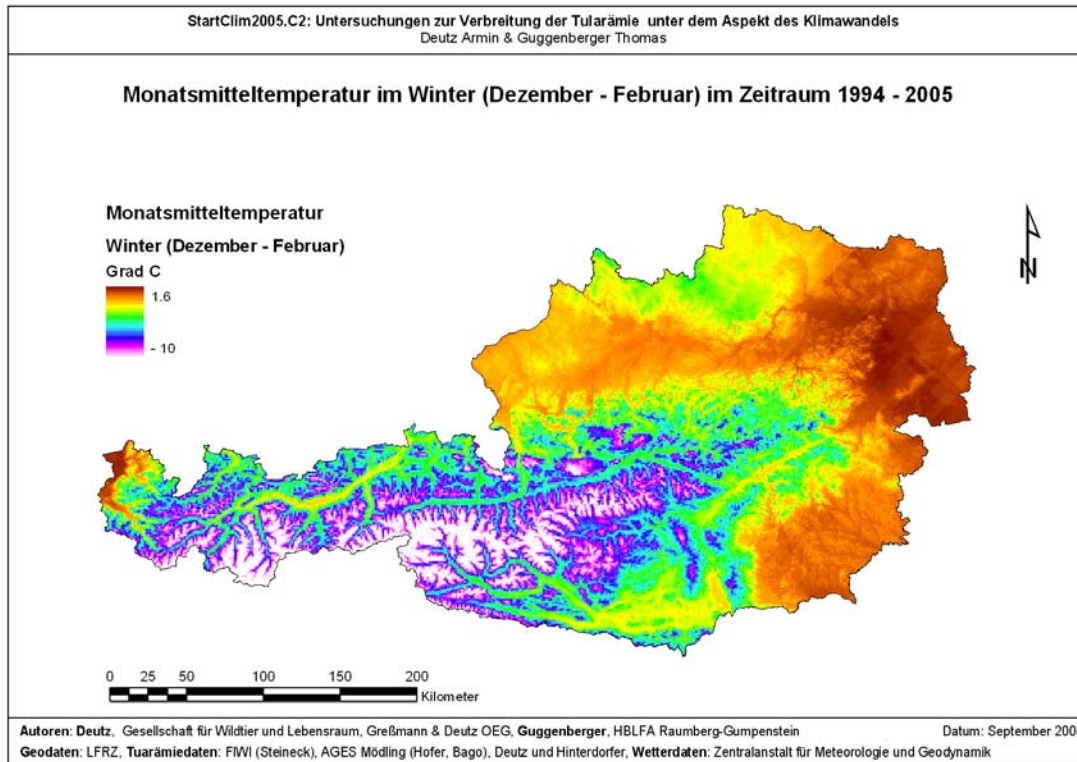 StartClim2005.C2: Untersuchungen zur Verbreitung der Tularämie unter dem Aspekt des Klimawandels
Deutz Armin & Guggenberger Thomas
Monatsmitteltemperatur im Winter (Dezember - Februar) im Zeitraum 1994 - 2005
Monatsmitteltemperatur
Winter (Dezember - Februar)
Grad C
1.6
- 10
N
0 25 50 100 150 200
Kilometer
Autoren: Deutz, Gesellschaft für Wildtier und Lebensraum, Greßmann & Deutz OEG, Guggenberger, HBLFA Raumberg-Gumpenstein
Datum: September 200
Geodaten: LFRZ, Tuarämiedaten: FIWI (Steineck), AGES Mödling (Hofer, Bago), Deutz und Hinterdorfer, Wetterdaten: Zentralanstalt für Meteorologie und Geodynamik